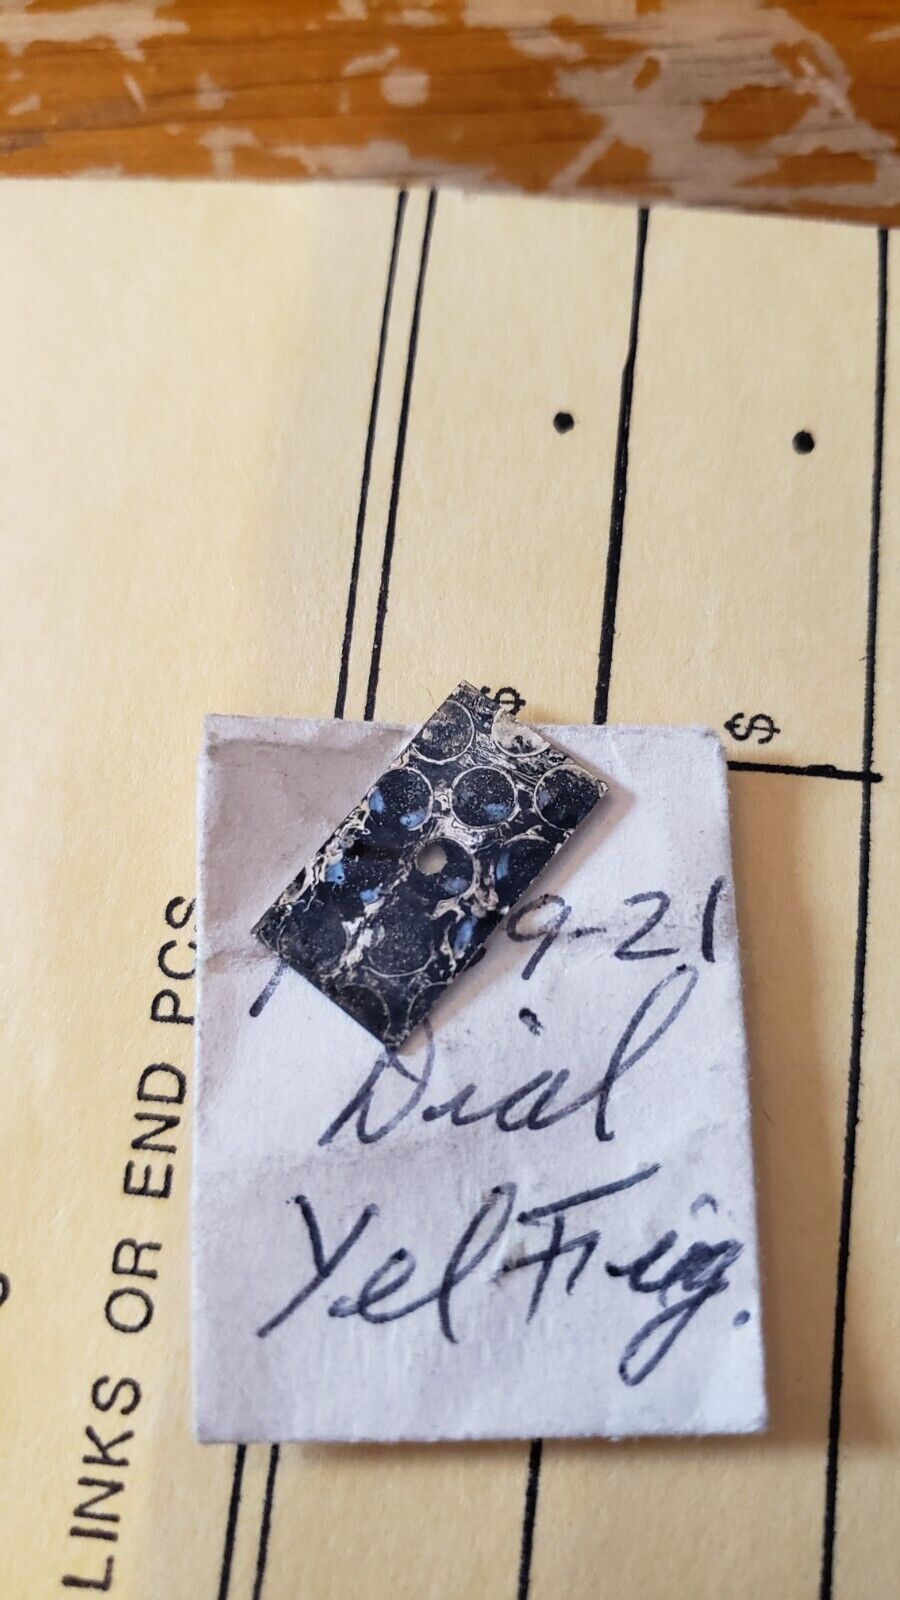 $
$
9-21
Dial
Yel Fig.
LINKS OR END PCS